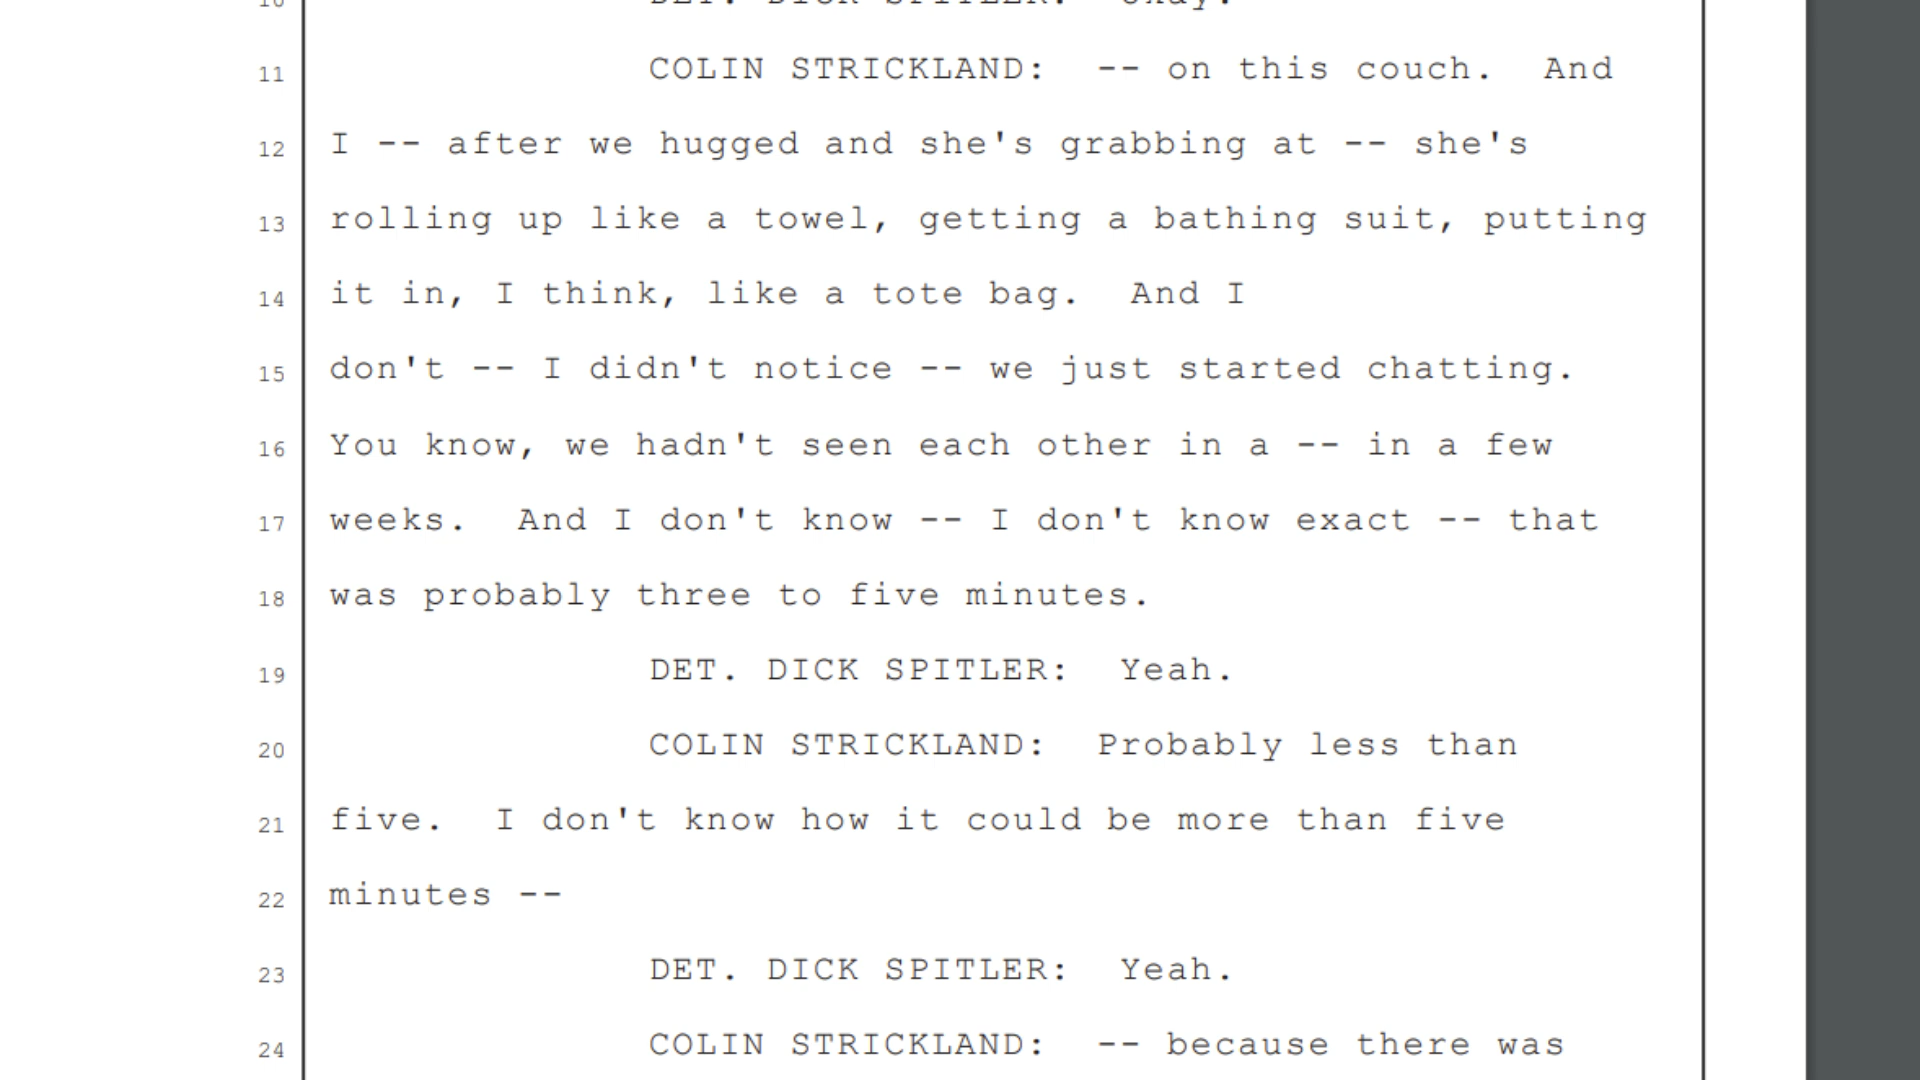 10 DET. DICK SPITLER: Okay.
11 COLIN STRICKLAND: -- on this couch. And
12 I -- after we hugged and she's grabbing at -- she's
13 rolling up like a towel, getting a bathing suit, putting
14 it in, I think, like a tote bag. And I
15 don't -- I didn't notice -- we just started chatting.
16 You know, we hadn't seen each other in a -- in a few
17 weeks. And I don't know -- I don't know exact -- that
18 was probably three to five minutes.
19 DET. DICK SPITLER: Yeah.
20 COLIN STRICKLAND: Probably less than
21 five. I don't know how it could be more than five
22 minutes --
23 DET. DICK SPITLER: Yeah.
24 COLIN STRICKLAND: -- because there was